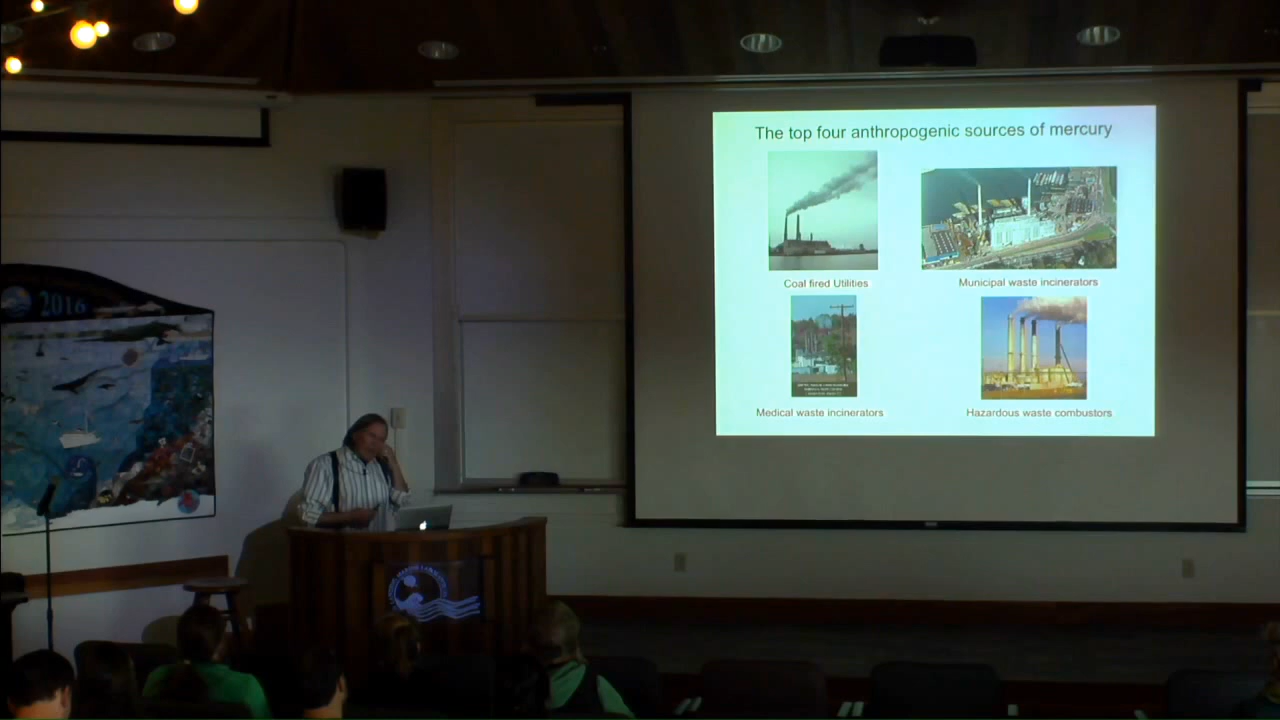 The top four anthropogenic sources of mercury
Coal fired Utilities
Municipal waste incinerators
Medical waste incinerators
Hazardous waste combustors
2016